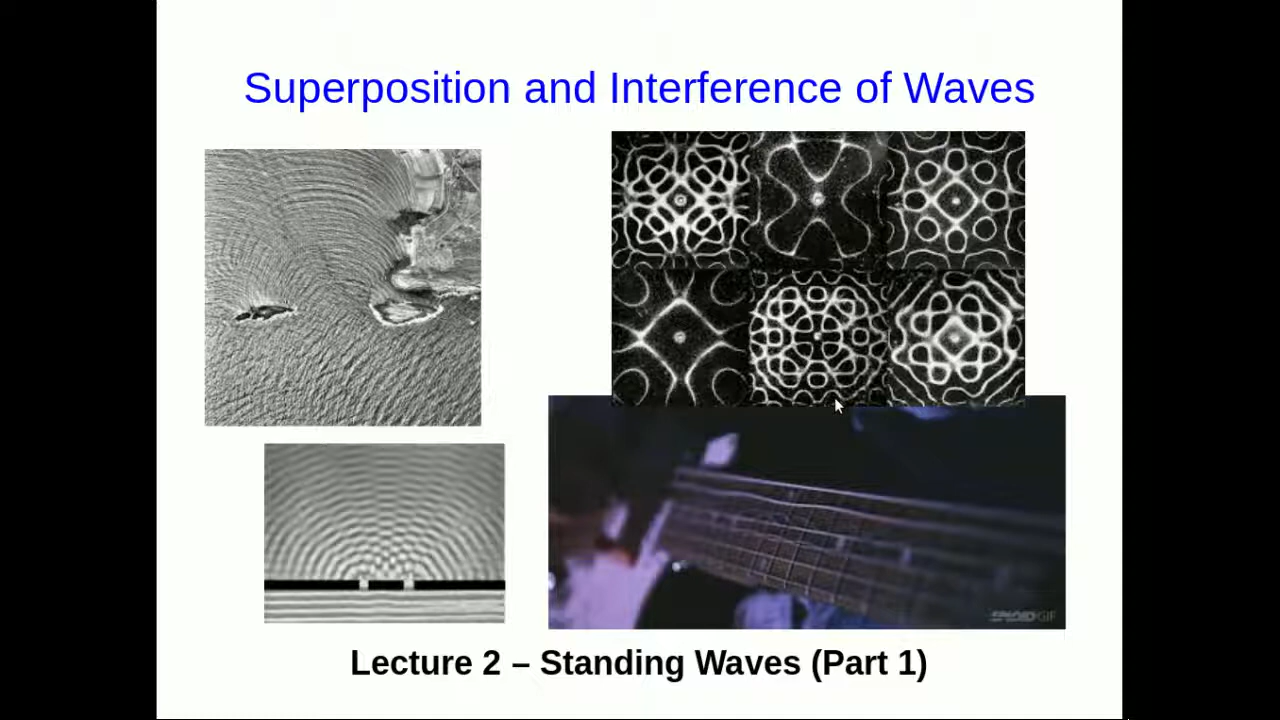 Superposition and Interference of Waves
Lecture 2 – Standing Waves (Part 1)